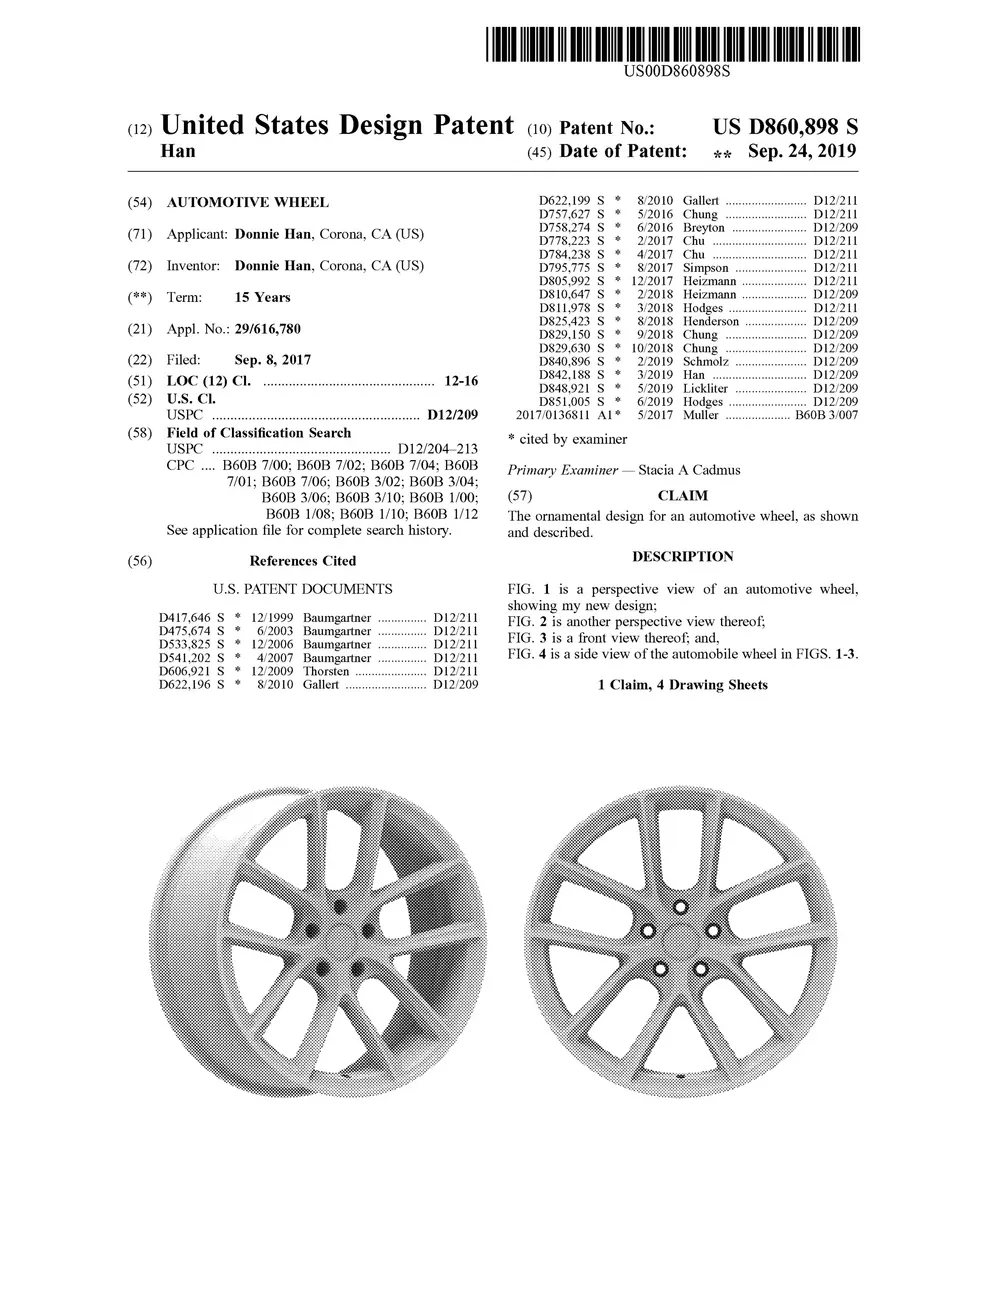 US00D860898S
(12) United States Design Patent
Han
(10) Patent No.: US D860,898 S
(45) Date of Patent: ** Sep. 24, 2019
(54) AUTOMOTIVE WHEEL
(71) Applicant: Donnie Han, Corona, CA (US)
(72) Inventor: Donnie Han, Corona, CA (US)
(**) Term: 15 Years
(21) Appl. No.: 29/616,780
(22) Filed: Sep. 8, 2017
(51) LOC (12) Cl. .............................................. 12-16
(52) U.S. Cl.
USPC ........................................................ D12/209
(58) Field of Classification Search
USPC ................................................ D12/204–213
CPC .... B60B 7/00; B60B 7/02; B60B 7/04; B60B
7/01; B60B 7/06; B60B 3/02; B60B 3/04;
B60B 3/06; B60B 3/10; B60B 1/00;
B60B 1/08; B60B 1/10; B60B 1/12
See application file for complete search history.
(56) References Cited
U.S. PATENT DOCUMENTS
D417,646 S * 12/1999 Baumgartner ............... D12/211
D475,674 S * 6/2003 Baumgartner ............... D12/211
D533,825 S * 12/2006 Baumgartner ............... D12/211
D541,202 S * 4/2007 Baumgartner ............... D12/211
D606,921 S * 12/2009 Thorsten ...................... D12/211
D622,196 S * 8/2010 Gallert ......................... D12/209
D622,199 S * 8/2010 Gallert ......................... D12/211
D757,627 S * 5/2016 Chung ......................... D12/211
D758,274 S * 6/2016 Breyton ....................... D12/209
D778,223 S * 2/2017 Chu ............................. D12/211
D784,238 S * 4/2017 Chu ............................. D12/211
D795,775 S * 8/2017 Simpson ...................... D12/211
D805,992 S * 12/2017 Heizmann .................... D12/211
D810,647 S * 2/2018 Heizmann .................... D12/209
D811,978 S * 3/2018 Hodges ........................ D12/211
D825,423 S * 8/2018 Henderson ................... D12/209
D829,150 S * 9/2018 Chung ......................... D12/209
D829,630 S * 10/2018 Chung ......................... D12/209
D840,896 S * 2/2019 Schmolz ...................... D12/209
D842,188 S * 3/2019 Han ............................. D12/209
D848,921 S * 5/2019 Lickliter ...................... D12/209
D851,005 S * 6/2019 Hodges ........................ D12/209
2017/0136811 A1* 5/2017 Muller .................... B60B 3/007
* cited by examiner
Primary Examiner — Stacia A Cadmus
(57) CLAIM
The ornamental design for an automotive wheel, as shown
and described.
DESCRIPTION
FIG. 1 is a perspective view of an automotive wheel,
showing my new design;
FIG. 2 is another perspective view thereof;
FIG. 3 is a front view thereof; and,
FIG. 4 is a side view of the automobile wheel in FIGS. 1-3.
1 Claim, 4 Drawing Sheets